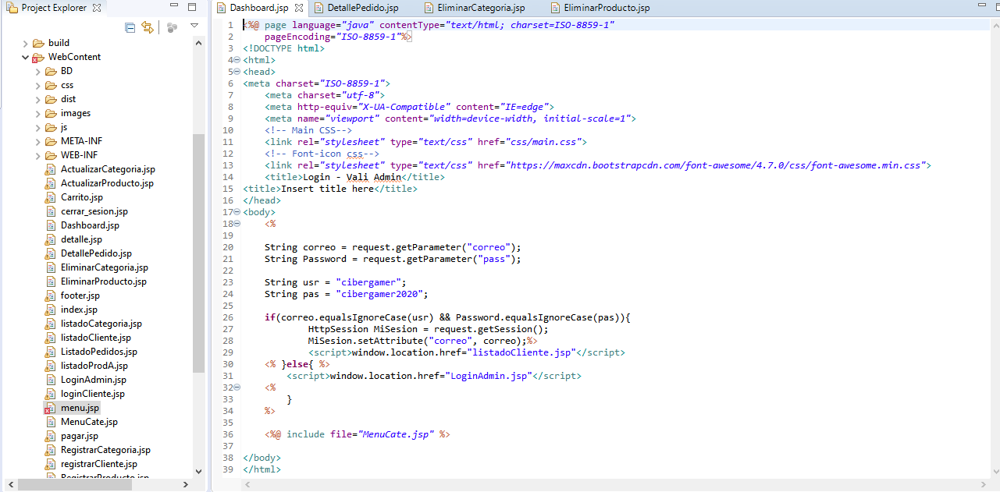 Project Explorer
build
WebContent
BD
css
dist
images
js
META-INF
WEB-INF
ActualizarCategoria.jsp
ActualizarProducto.jsp
Carrito.jsp
cerrar_sesion.jsp
Dashboard.jsp
detalle.jsp
DetallePedido.jsp
EliminarCategoria.jsp
EliminarProducto.jsp
footer.jsp
index.jsp
listadoCategoria.jsp
listadoCliente.jsp
ListadoPedidos.jsp
listadoProdA.jsp
LoginAdmin.jsp
loginCliente.jsp
menu.jsp
MenuCate.jsp
pagar.jsp
RegistrarCategoria.jsp
registrarCliente.jsp
RegistrarProducto.jsp
Dashboard.jsp DetallePedido.jsp EliminarCategoria.jsp EliminarProducto.jsp
1 <%@ page language="java" contentType="text/html; charset=ISO-8859-1"
2     pageEncoding="ISO-8859-1"%>
3 <!DOCTYPE html>
4 <html>
5 <head>
6 <meta charset="ISO-8859-1">
7     <meta charset="utf-8">
8     <meta http-equiv="X-UA-Compatible" content="IE=edge">
9     <meta name="viewport" content="width=device-width, initial-scale=1">
10     <!-- Main CSS-->
11     <link rel="stylesheet" type="text/css" href="css/main.css">
12     <!-- Font-icon css-->
13     <link rel="stylesheet" type="text/css" href="https://maxcdn.bootstrapcdn.com/font-awesome/4.7.0/css/font-awesome.min.css">
14     <title>Login - Vali Admin</title>
15 <title>Insert title here</title>
16 </head>
17 <body>
18     <%
19
20     String correo = request.getParameter("correo");
21     String Password = request.getParameter("pass");
22
23     String usr = "cibergamer";
24     String pas = "cibergamer2020";
25
26     if(correo.equalsIgnoreCase(usr) && Password.equalsIgnoreCase(pas)){
27             HttpSession MiSesion = request.getSession();
28             MiSesion.setAttribute("correo", correo);%>
29             <script>window.location.href="listadoCliente.jsp"</script>
30     <% }else{ %>
31         <script>window.location.href="LoginAdmin.jsp"</script>
32     <%
33         }
34     %>
35
36     <%@ include file="MenuCate.jsp" %>
37
38 </body>
39 </html>